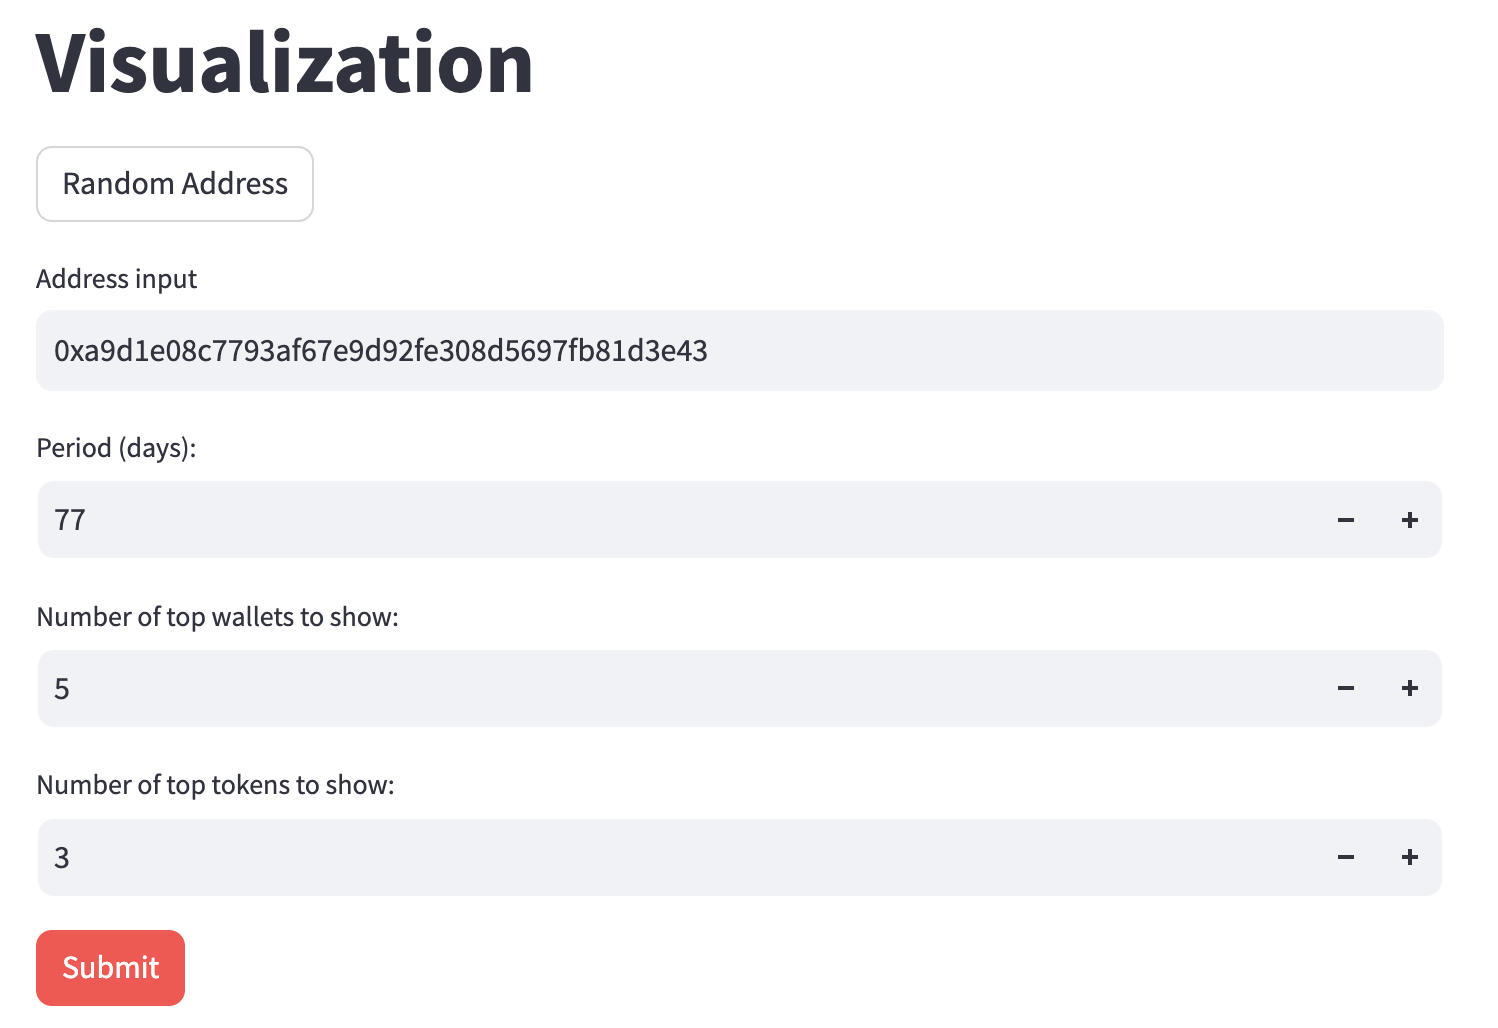 Visualization
Random Address
Address input
0xa9d1e08c7793af67e9d92fe308d5697fb81d3e43
Period (days):
77
Number of top wallets to show:
5
Number of top tokens to show:
3
Submit